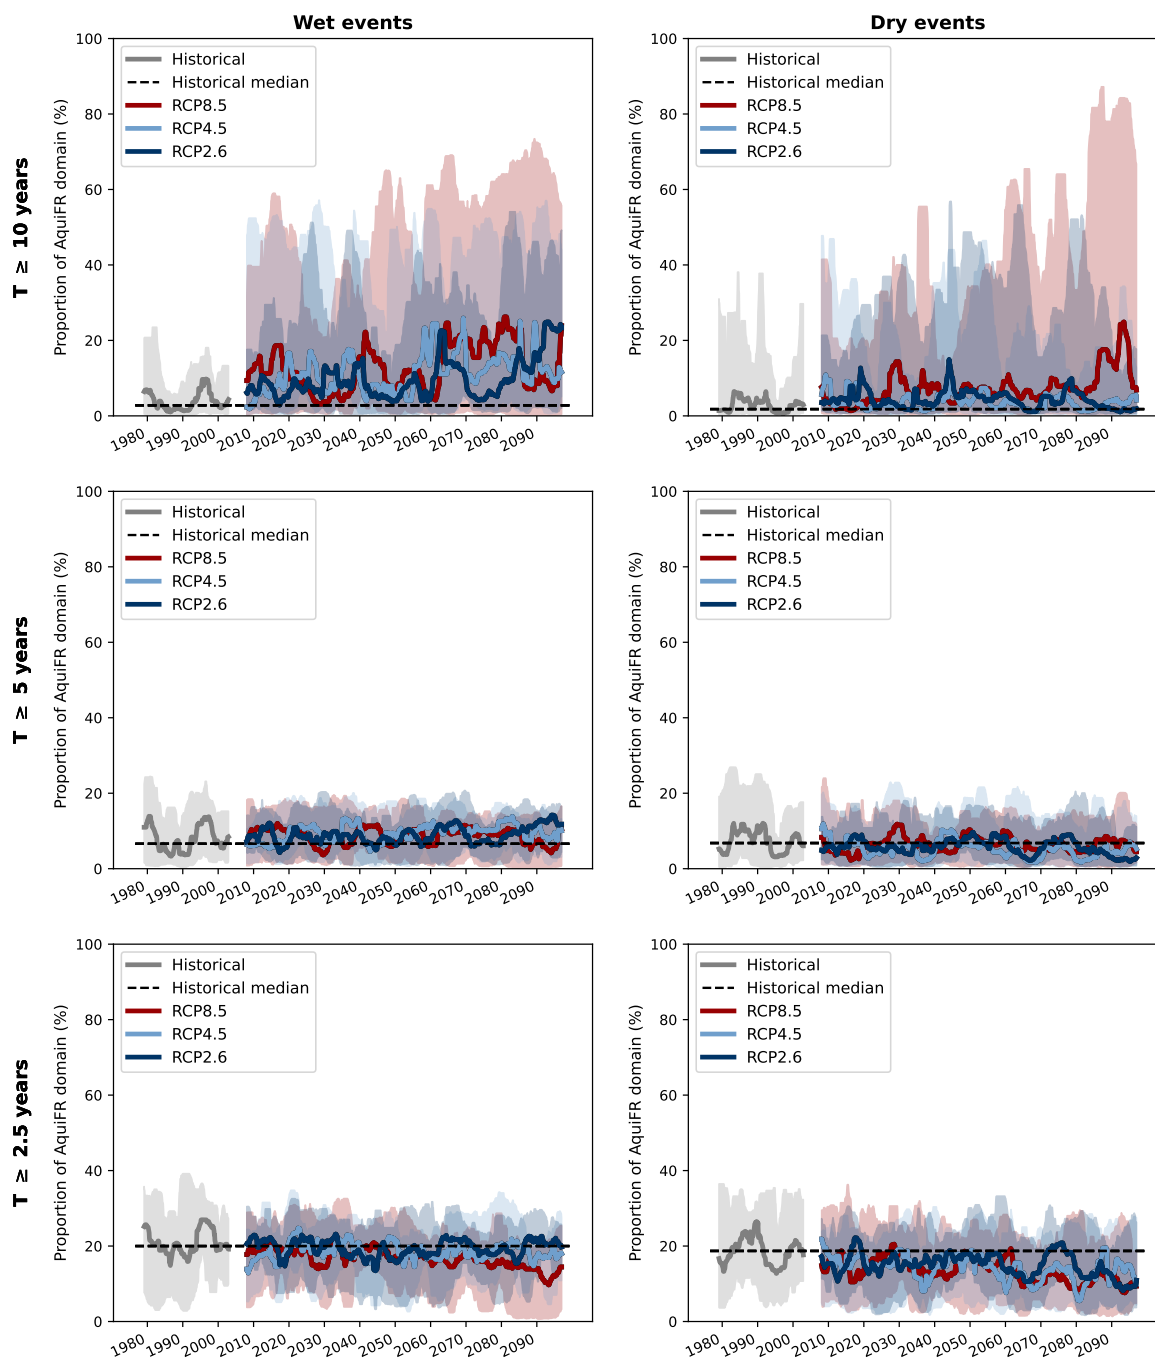 Wet events
Dry events
T ≥ 10 years
Proportion of AquiFR domain (%)
100
80
60
40
20
0
Historical
Historical median
RCP8.5
RCP4.5
RCP2.6
1980 1990 2000 2010 2020 2030 2040 2050 2060 2070 2080 2090
Proportion of AquiFR domain (%)
100
80
60
40
20
0
Historical
Historical median
RCP8.5
RCP4.5
RCP2.6
1980 1990 2000 2010 2020 2030 2040 2050 2060 2070 2080 2090
T ≥ 5 years
Proportion of AquiFR domain (%)
100
80
60
40
20
0
Historical
Historical median
RCP8.5
RCP4.5
RCP2.6
1980 1990 2000 2010 2020 2030 2040 2050 2060 2070 2080 2090
Proportion of AquiFR domain (%)
100
80
60
40
20
0
Historical
Historical median
RCP8.5
RCP4.5
RCP2.6
1980 1990 2000 2010 2020 2030 2040 2050 2060 2070 2080 2090
T ≥ 2.5 years
Proportion of AquiFR domain (%)
100
80
60
40
20
0
Historical
Historical median
RCP8.5
RCP4.5
RCP2.6
1980 1990 2000 2010 2020 2030 2040 2050 2060 2070 2080 2090
Proportion of AquiFR domain (%)
100
80
60
40
20
0
Historical
Historical median
RCP8.5
RCP4.5
RCP2.6
1980 1990 2000 2010 2020 2030 2040 2050 2060 2070 2080 2090